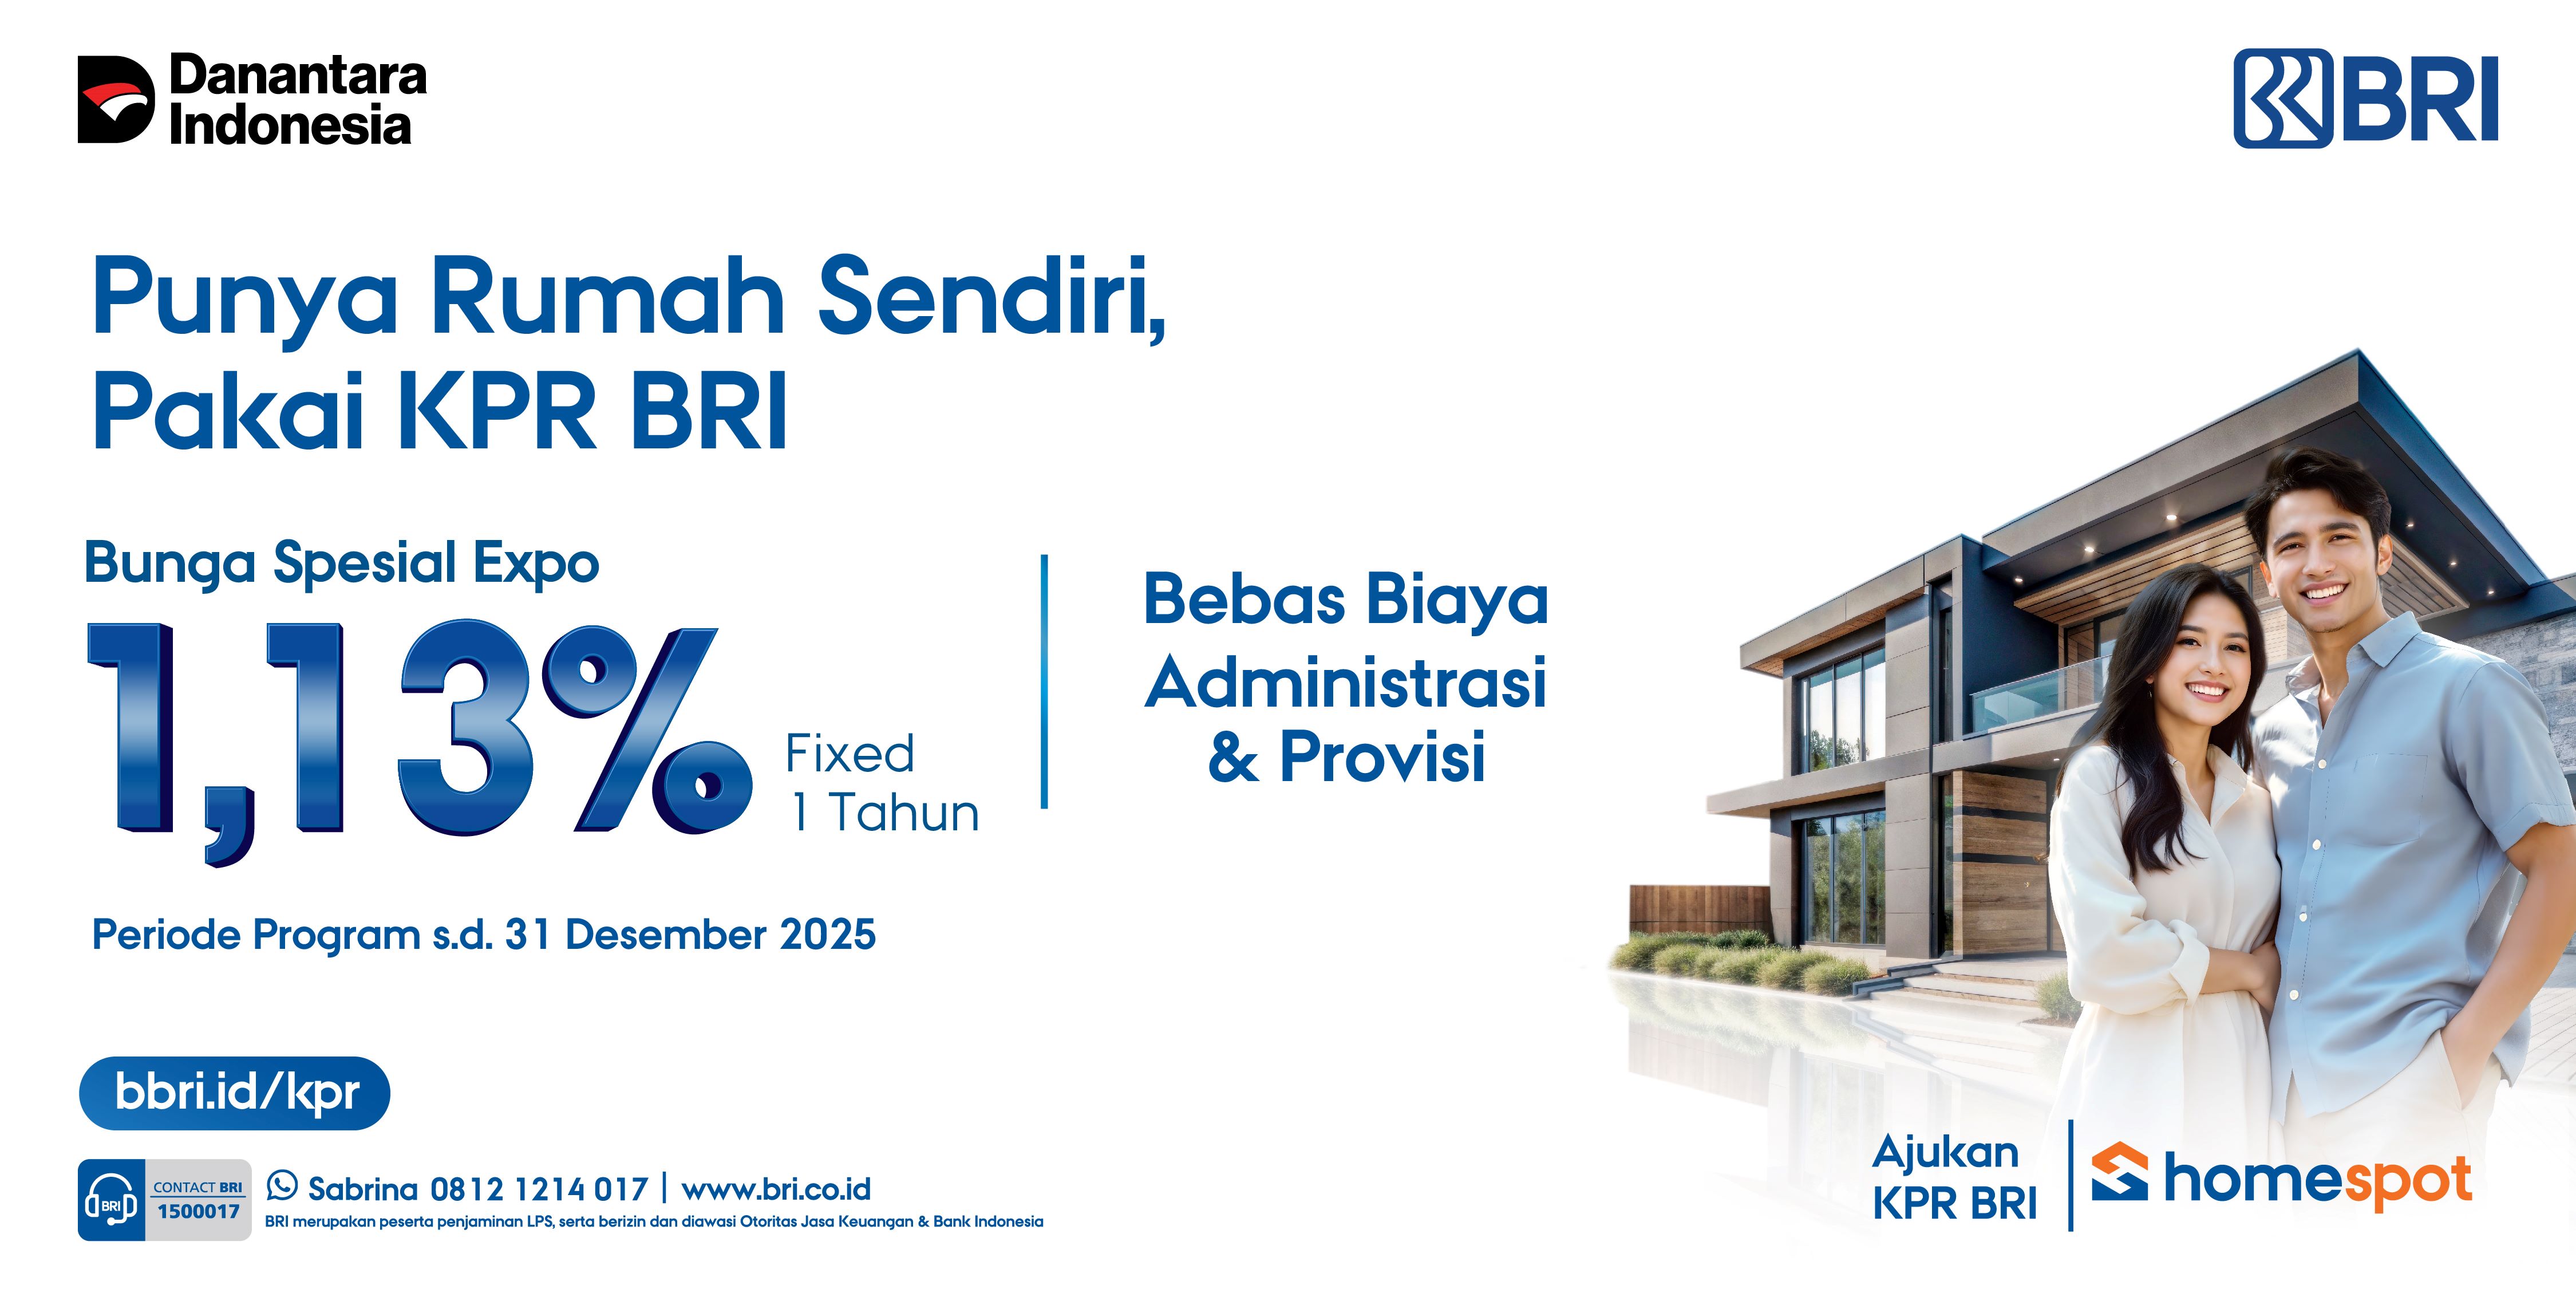 Danantara
Indonesia
BRI
Punya Rumah Sendiri,
Pakai KPR BRI
Bunga Spesial Expo
1,13%
Fixed
1 Tahun
Bebas Biaya
Administrasi
& Provisi
Periode Program s.d. 31 Desember 2025
bbri.id/kpr
BRI
CONTACT BRI
1500017
Sabrina 0812 1214 017 | www.bri.co.id
BRI merupakan peserta penjaminan LPS, serta berizin dan diawasi Otoritas Jasa Keuangan & Bank Indonesia
Ajukan
KPR BRI
homespot